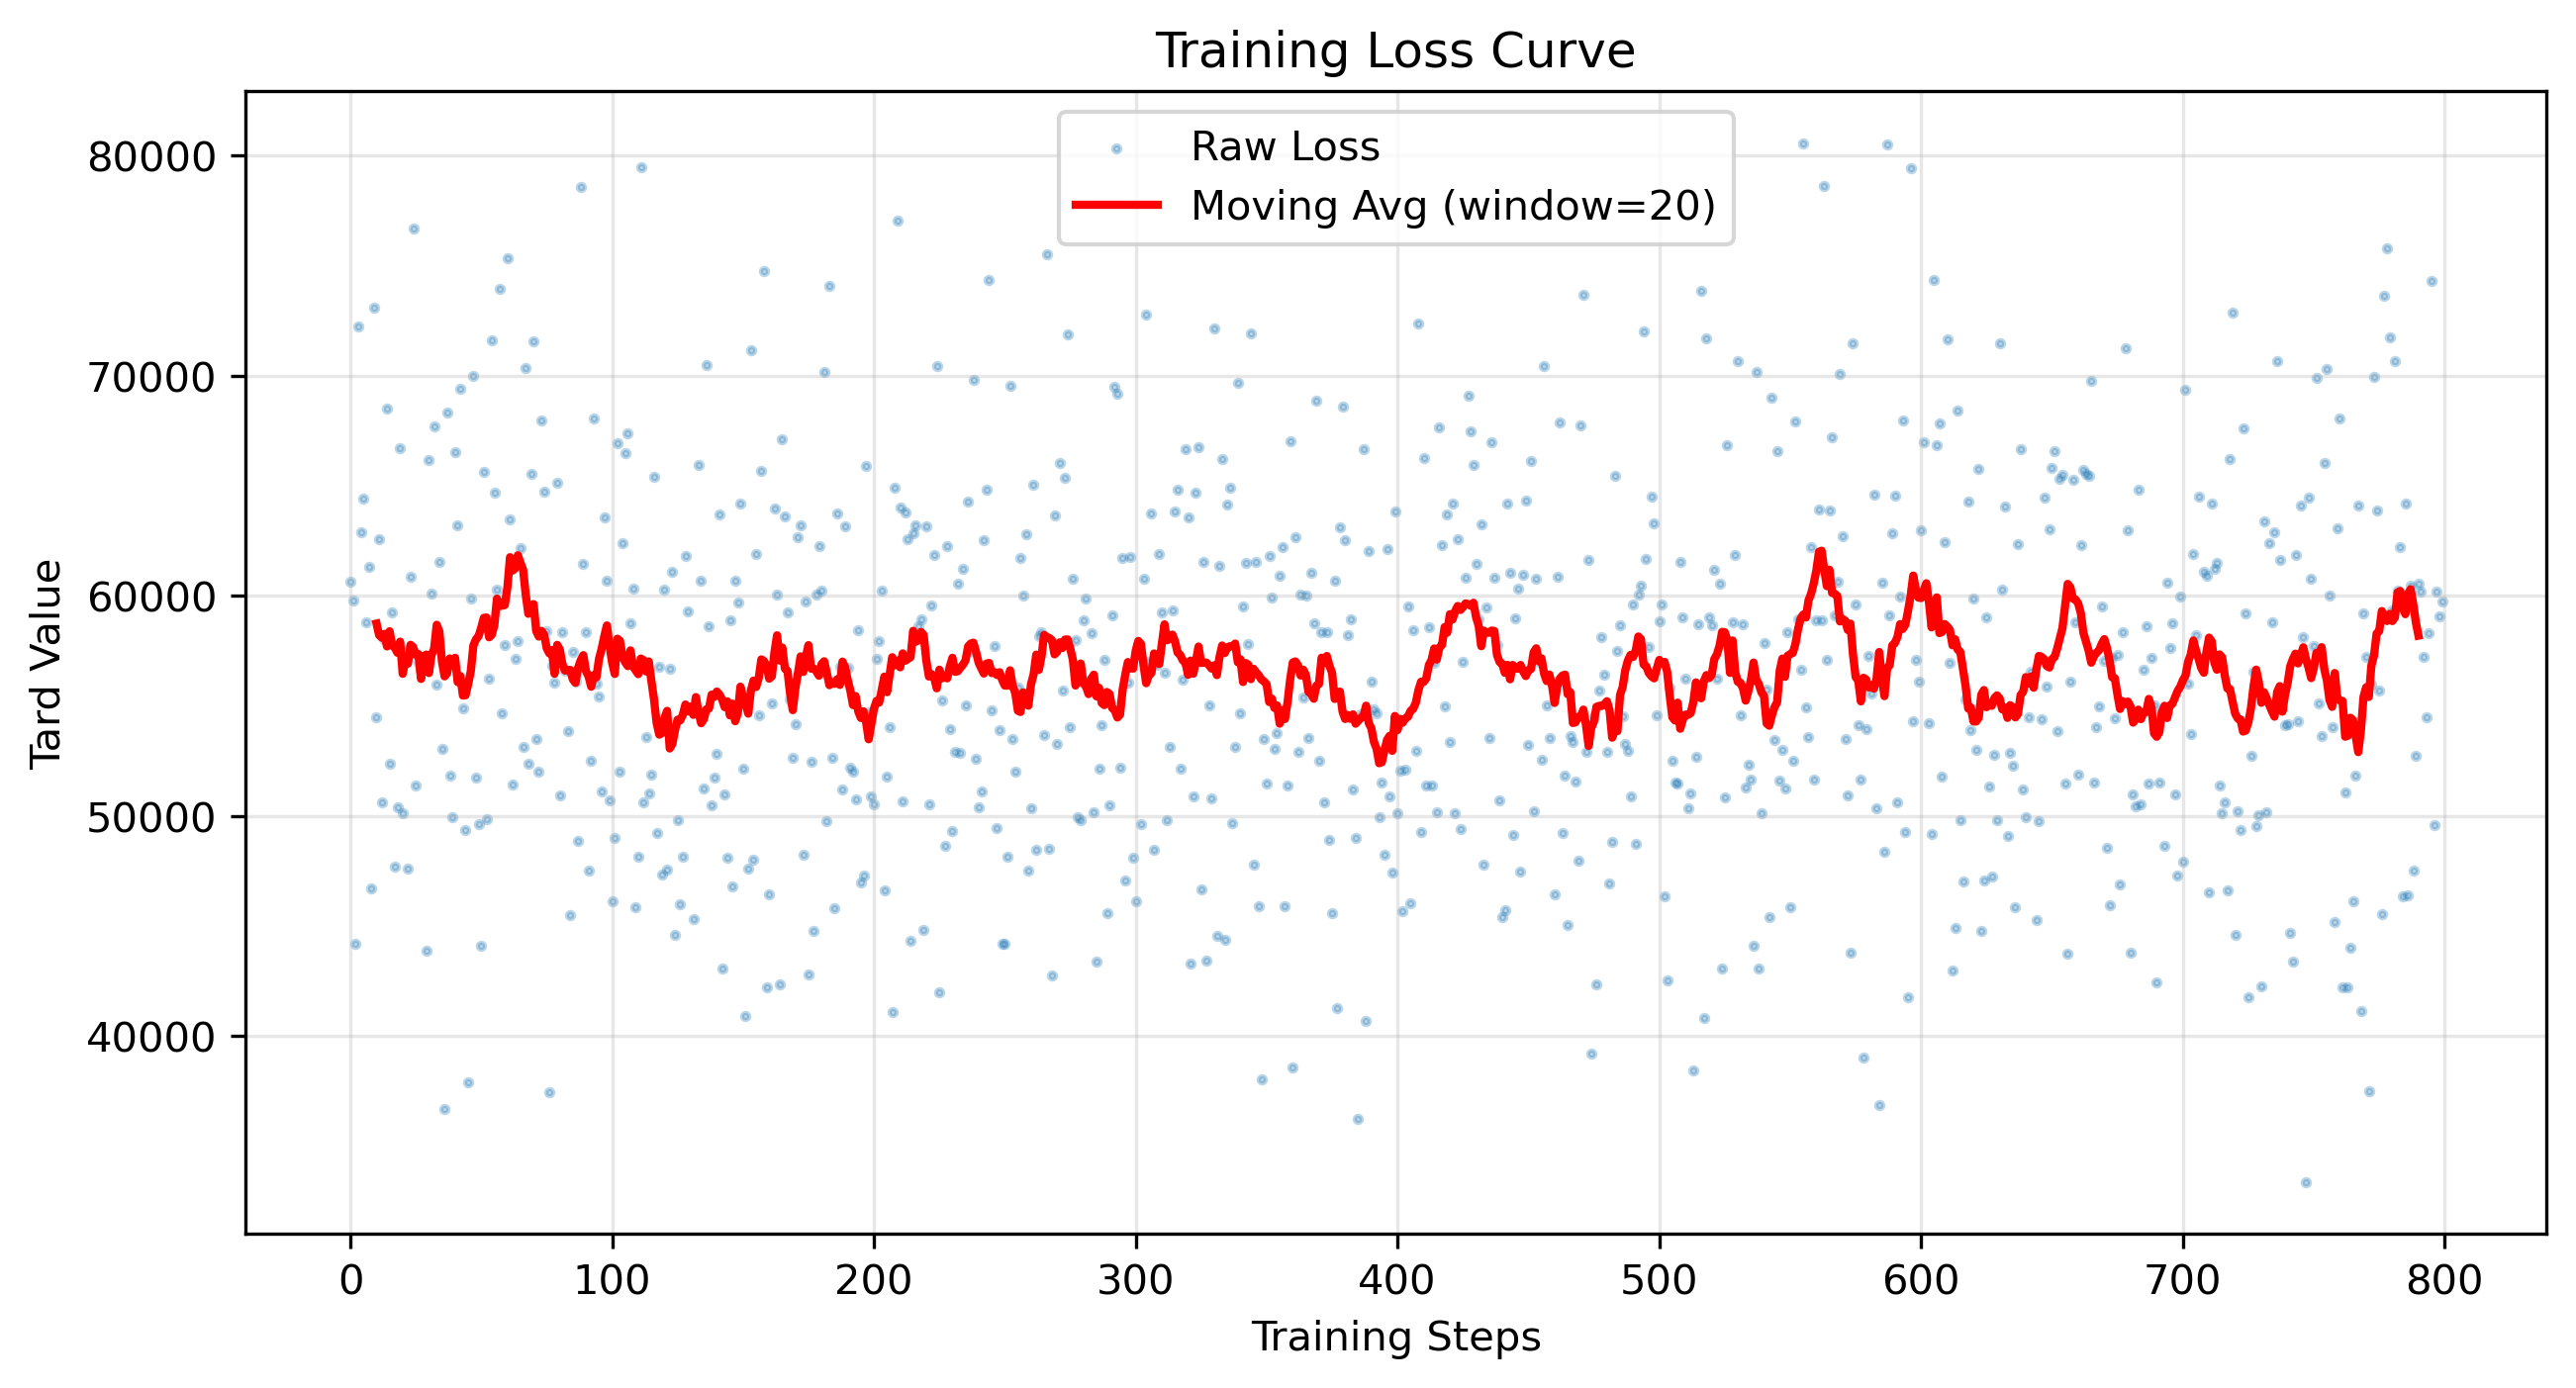 Training Loss Curve
Raw Loss
Moving Avg (window=20)
Tard Value
80000
70000
60000
50000
40000
0 100 200 300 400 500 600 700 800
Training Steps